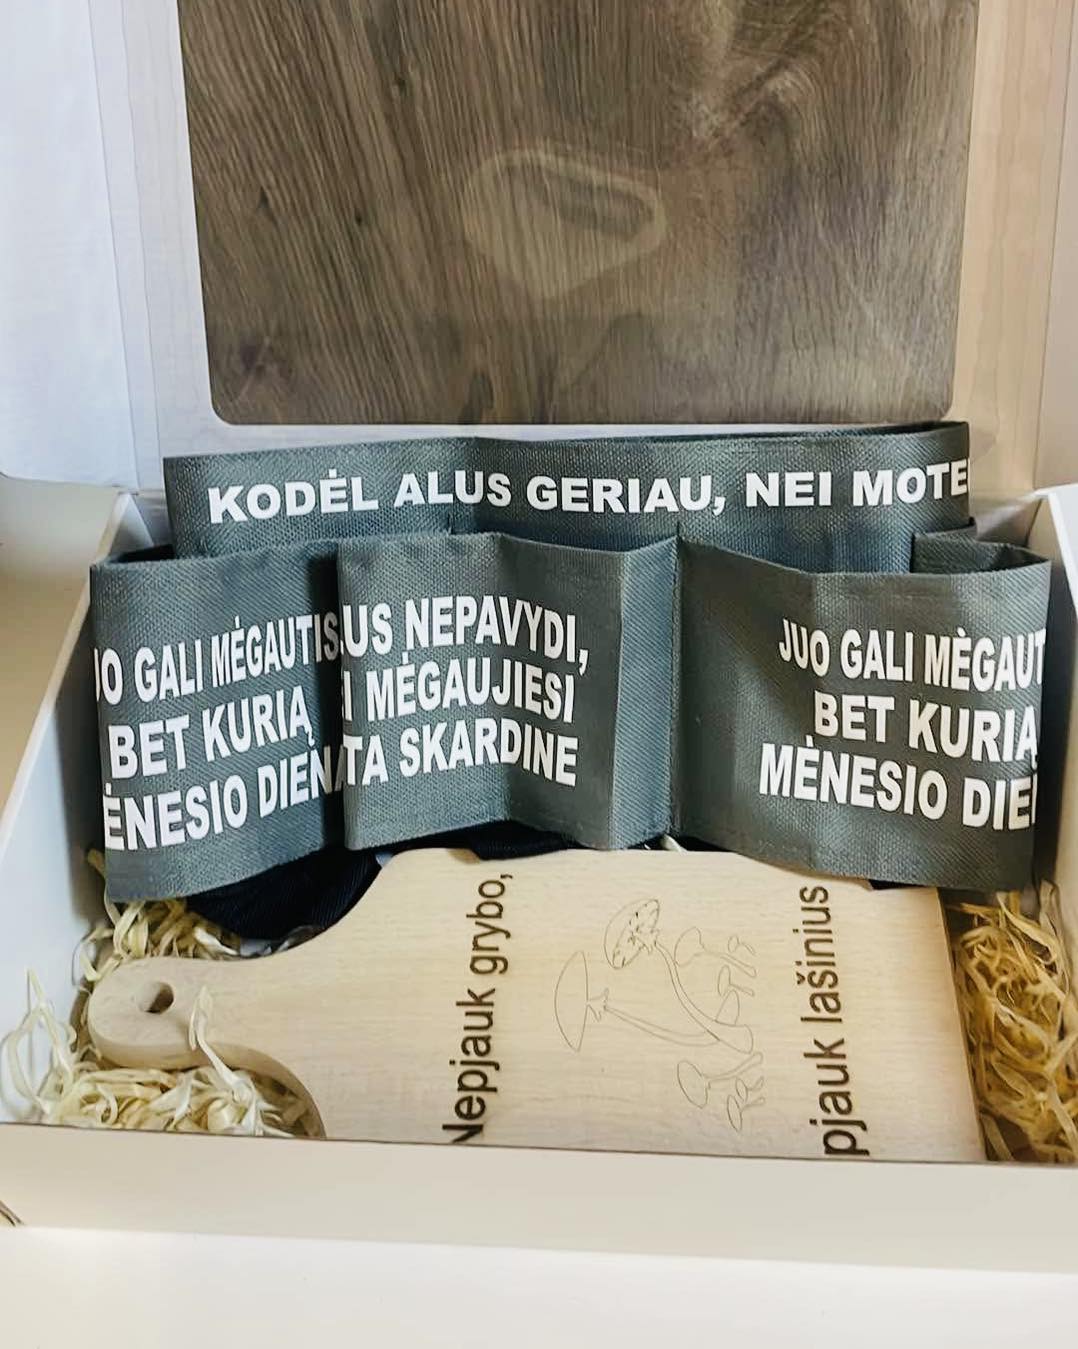 KODĖL ALUS GERIAU, NEI MOTE
JUO GALI MĖGAUTIS
BET KURIĄ
ĖNESIO DIEN
US NEPAVYDI,
I MĖGAUJIESI
TA SKARDINE
JUO GALI MĖGAUT
BET KURIĄ
MĖNESIO DIE
Nepjauk grybo,
pjauk lašinius